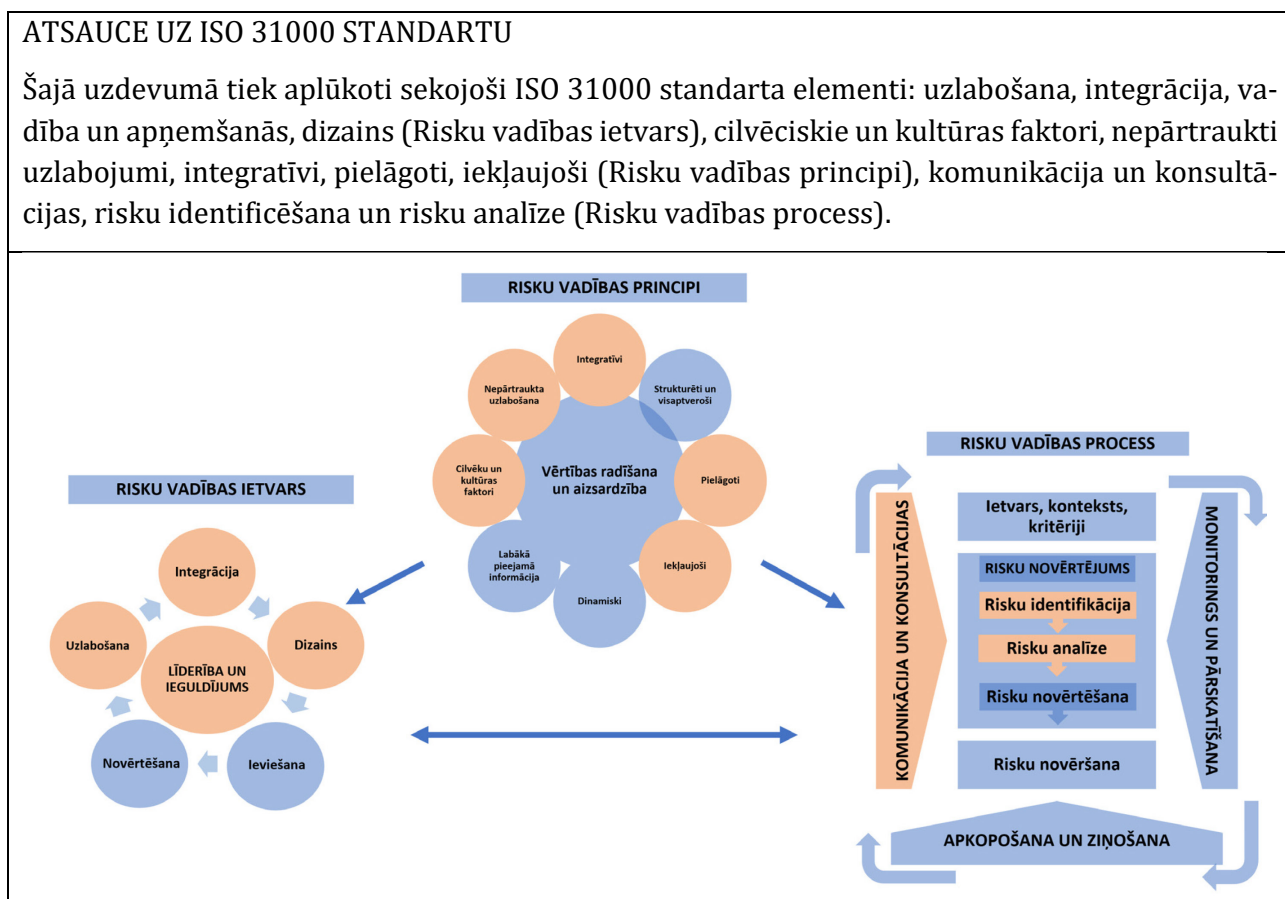 ATSAUCE UZ ISO 31000 STANDARTU
Šajā uzdevumā tiek aplūkoti sekojoši ISO 31000 standarta elementi: uzlabošana, integrācija, va-
dība un apņemšanās, dizains (Risku vadības ietvars), cilvēciskie un kultūras faktori, nepārtraukti
uzlabojumi, integratīvi, pielāgoti, iekļaujoši (Risku vadības principi), komunikācija un konsultā-
cijas, risku identificēšana un risku analīze (Risku vadības process).
RISKU VADĪBAS PRINCIPI
Integratīvi
Nepārtraukta
uzlabošana
Strukturēti un
visaptveroši
Cilvēku un
kultūras
faktori
Vērtības radīšana
un aizsardzība
Pielāgoti
Labākā
pieejamā
informācija
Iekļaujoši
Dinamiski
RISKU VADĪBAS IETVARS
Integrācija
Uzlabošana
Dizains
LĪDERĪBA UN
IEGULDĪJUMS
Novērtēšana
Ieviešana
RISKU VADĪBAS PROCESS
KOMUNIKĀCIJA UN KONSULTĀCIJAS
Ietvars, konteksts,
kritēriji
RISKU NOVĒRTĒJUMS
Risku identifikācija
Risku analīze
Risku novērtēšana
Risku novēršana
MONITORINGS UN PĀRSKATĪŠANA
APKOPOŠANA UN ZIŅOŠANA